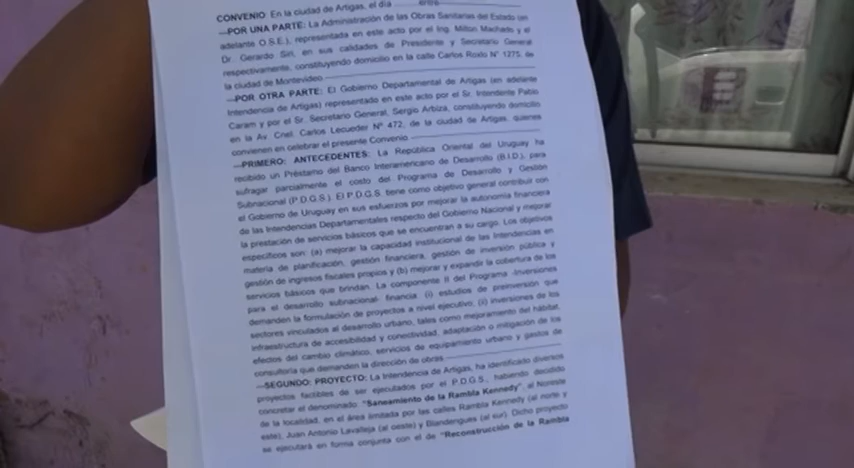 CONVENIO: En la ciudad de Artigas, el día ........entre
---POR UNA PARTE: La Administración de las Obras Sanitarias del Estado (en
adelante O.S.E.), representada en este acto por el Ing. Milton Machado y el
Dr. Gerardo Siri, en sus calidades de Presidente y Secretario General
respectivamente, constituyendo domicilio en la calle Carlos Roxlo N° 1275, de
la ciudad de Montevideo.
---POR OTRA PARTE: El Gobierno Departamental de Artigas (en adelante
Intendencia de Artigas) representado en este acto por el Sr. Intendente Pablo
Caram y por el Sr. Secretario General, Sergio Arbiza, constituyendo domicilio
en la Av. Cnel. Carlos Lecueder Nº 472, de la ciudad de Artigas, quienes
convienen en celebrar el presente Convenio.
---PRIMERO: ANTECEDENTES: La República Oriental del Uruguay ha
recibido un Préstamo del Banco Interamericano de Desarrollo (B.I.D.), para
sufragar parcialmente el costo del Programa de Desarrollo y Gestión
Subnacional (P.D.G.S.). El P.D.G.S. tiene como objetivo general contribuir con
el Gobierno de Uruguay en sus esfuerzos por mejorar la autonomía financiera
de las Intendencias Departamentales respecto del Gobierno Nacional y mejorar
la prestación de servicios básicos que se encuentran a su cargo. Los objetivos
específicos son: (a) mejorar la capacidad institucional de las Intendencias en
materia de planificación, gestión financiera, gestión de inversión pública y
gestión de ingresos fiscales propios y (b) mejorar y expandir la cobertura de los
servicios básicos que brindan. La componente II del Programa -Inversiones
para el desarrollo subnacional- financia: (i) estudios de preinversión que
demanden la formulación de proyectos a nivel ejecutivo; (ii) inversiones de los
sectores vinculados al desarrollo urbano, tales como mejoramiento del hábitat,
infraestructura de accesibilidad y conectividad, adaptación o mitigación de los
efectos del cambio climático, servicios de equipamiento urbano y gastos de
consultoría que demanden la dirección de obras.
---SEGUNDO: PROYECTO: La Intendencia de Artigas, ha identificado diversos
proyectos factibles de ser ejecutados por el P.D.G.S., habiendo decidido
concretar el denominado: "Saneamiento de la Rambla Kennedy", al Noreste
de la localidad, en el área limitada por las calles Rambla Kennedy (al norte y
este), Juan Antonio Lavalleja (al oeste) y Blandengues (al sur). Dicho proyecto
se ejecutará en forma conjunta con el de "Reconstrucción de la Rambla